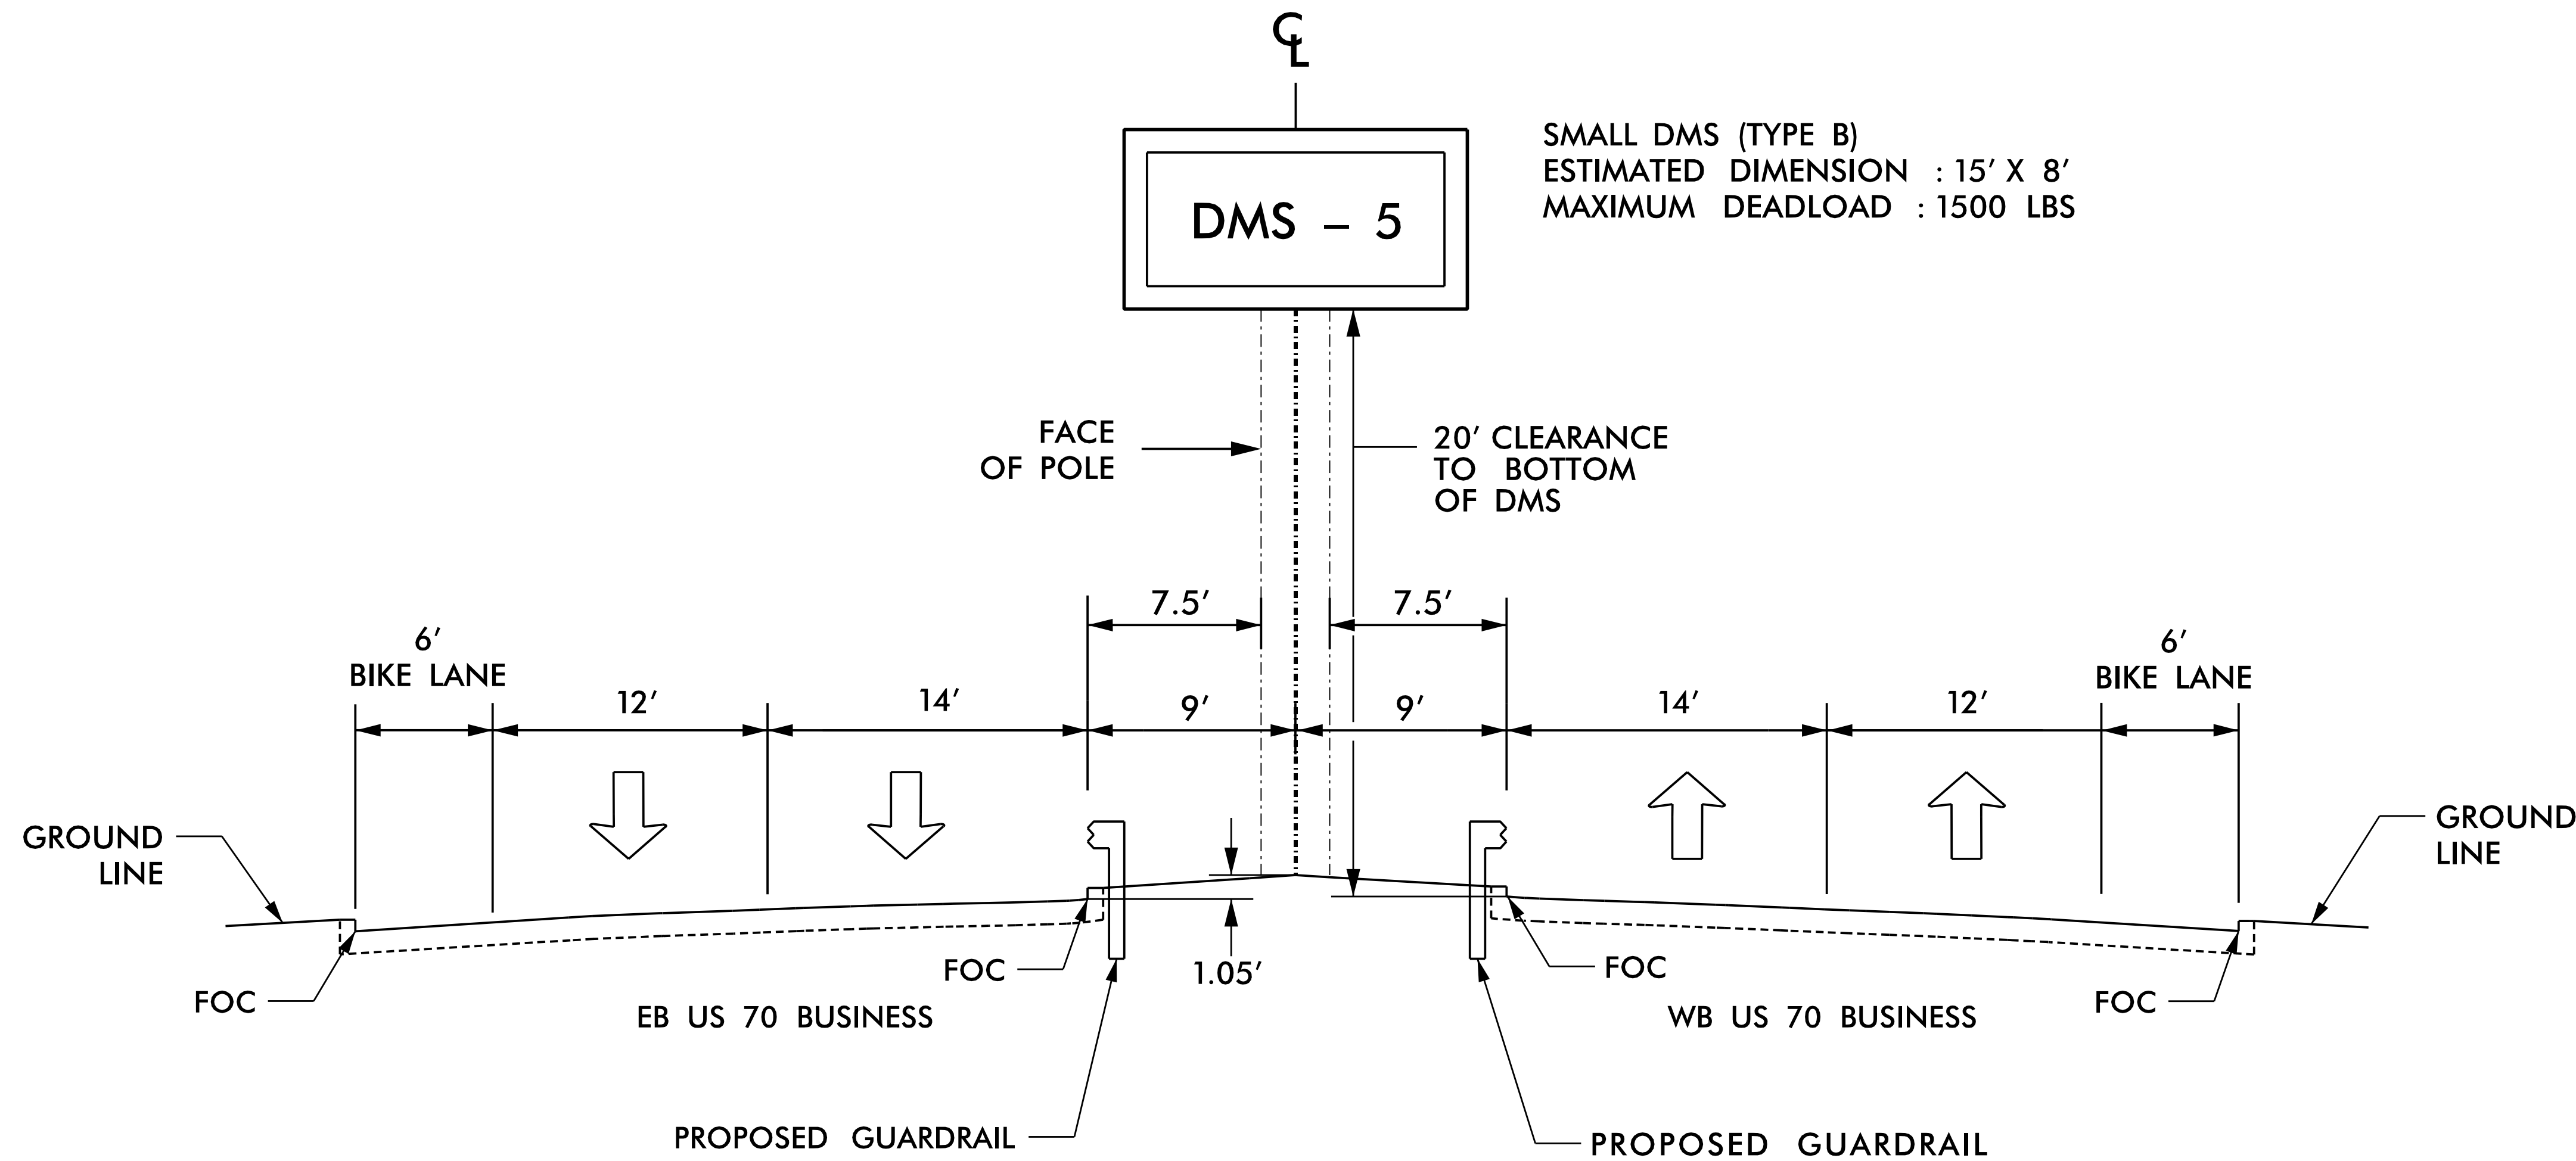 ℄
SMALL DMS (TYPE B)
ESTIMATED DIMENSION : 15' X 8'
MAXIMUM DEADLOAD : 1500 LBS
DMS – 5
FACE
OF POLE
20' CLEARANCE
TO BOTTOM
OF DMS
7.5'
7.5'
6'
BIKE LANE
12'
14'
9'
9'
14'
12'
6'
BIKE LANE
GROUND
LINE
GROUND
LINE
FOC
FOC
1.05'
FOC
FOC
EB US 70 BUSINESS
WB US 70 BUSINESS
PROPOSED GUARDRAIL
PROPOSED GUARDRAIL